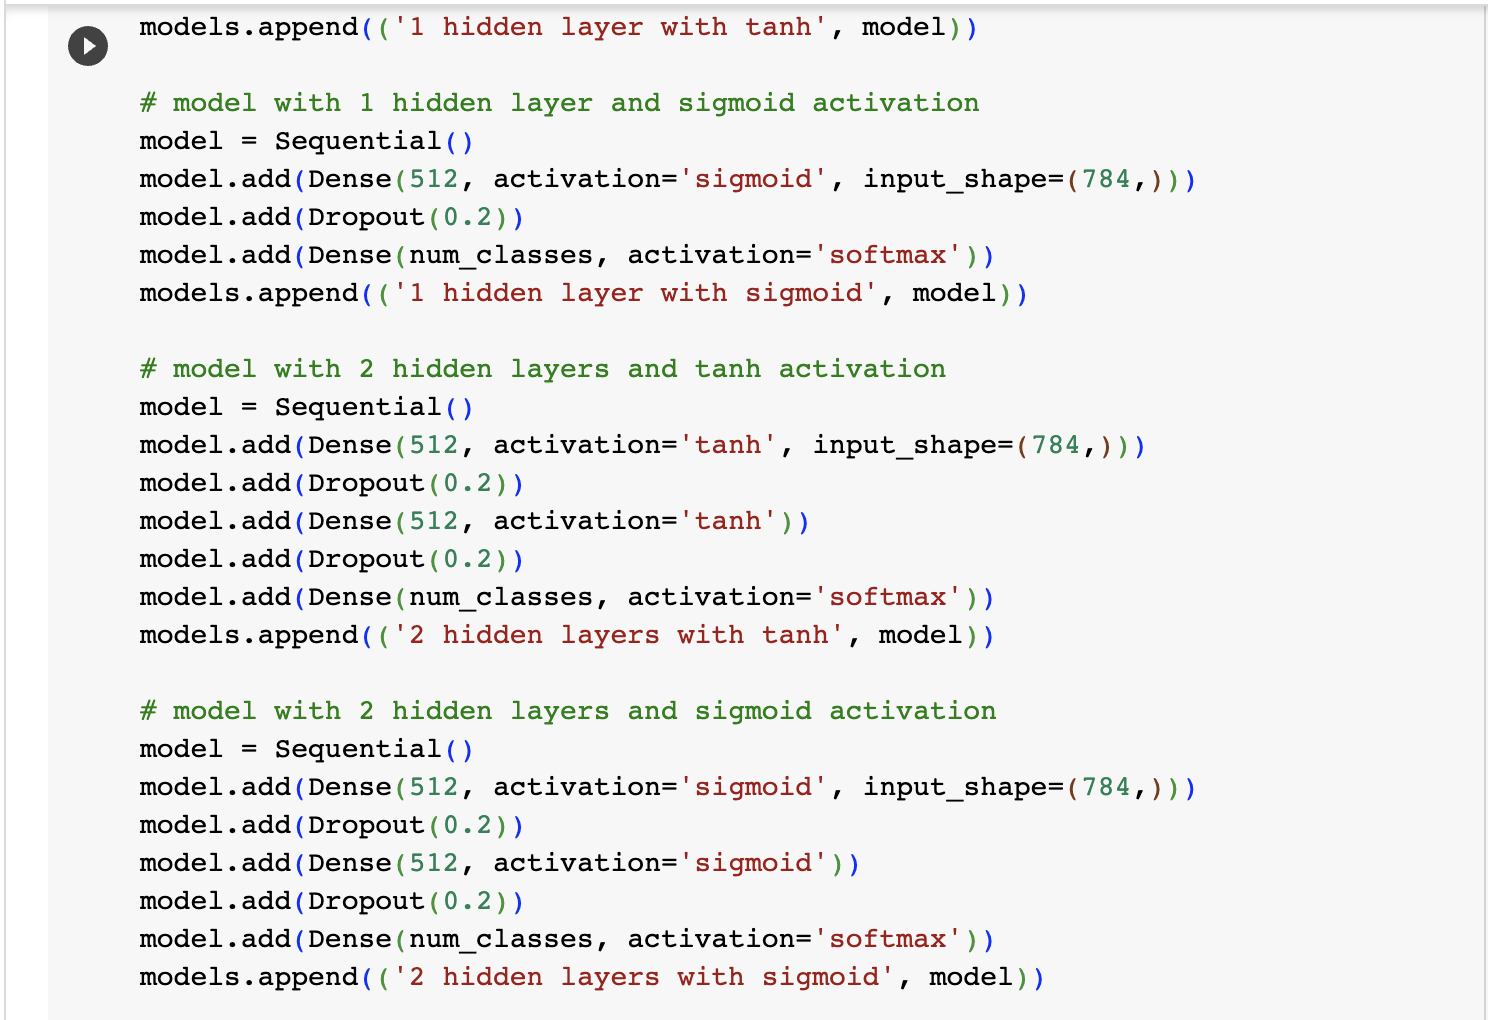 models.append(('1 hidden layer with tanh', model))
# model with 1 hidden layer and sigmoid activation
model = Sequential()
model.add(Dense(512, activation='sigmoid', input_shape=(784,)))
model.add(Dropout(0.2))
model.add(Dense(num_classes, activation='softmax'))
models.append(('1 hidden layer with sigmoid', model))
# model with 2 hidden layers and tanh activation
model = Sequential()
model.add(Dense(512, activation='tanh', input_shape=(784,)))
model.add(Dropout(0.2))
model.add(Dense(512, activation='tanh'))
model.add(Dropout(0.2))
model.add(Dense(num_classes, activation='softmax'))
models.append(('2 hidden layers with tanh', model))
# model with 2 hidden layers and sigmoid activation
model = Sequential()
model.add(Dense(512, activation='sigmoid', input_shape=(784,)))
model.add(Dropout(0.2))
model.add(Dense(512, activation='sigmoid'))
model.add(Dropout(0.2))
model.add(Dense(num_classes, activation='softmax'))
models.append(('2 hidden layers with sigmoid', model))